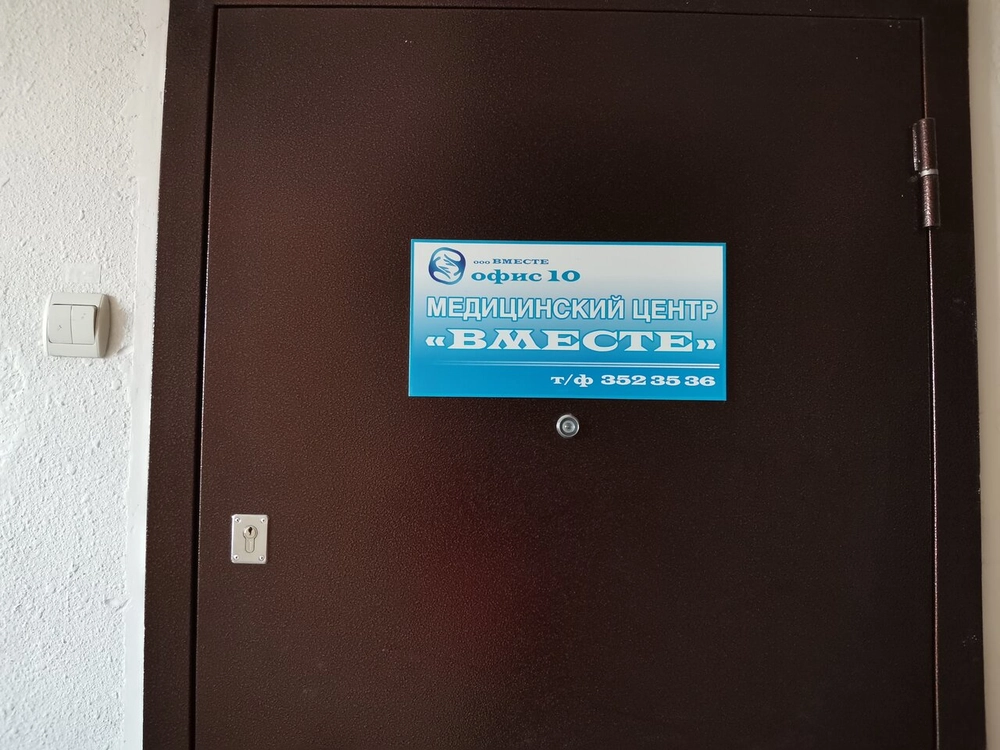 ооо ВМЕСТЕ
офис 10
МЕДИЦИНСКИЙ ЦЕНТР
«ВМЕСТЕ»
т/ф 352 35 36